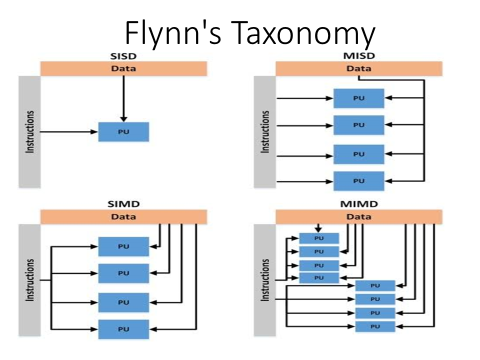 Flynn's Taxonomy
SISD
Data
Instructions
PU
MISD
Data
Instructions
PU
PU
PU
PU
SIMD
Data
Instructions
PU
PU
PU
PU
MIMD
Data
Instructions
PU
PU
PU
PU
PU
PU
PU
PU